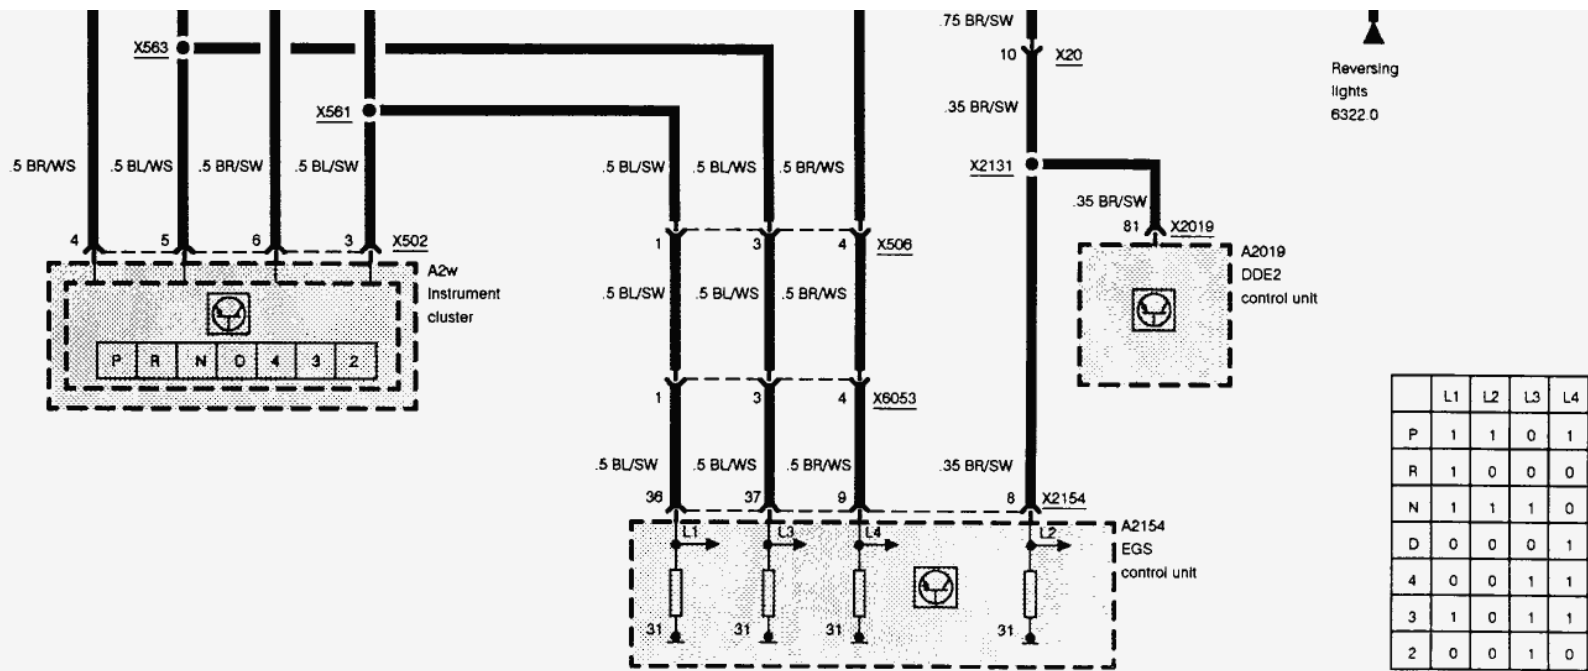 .75 BR/SW
X563
10 X20
Reversing
lights
6322.0
X561
.35 BR/SW
.5 BR/WS .5 BL/WS .5 BR/SW .5 BL/SW .5 BL/SW .5 BL/WS .5 BR/WS
X2131
.35 BR/SW
4 5 6 3 X502
1 3 4 X506
81 X2019
A2w
Instrument
cluster
A2019
DDE2
control unit
.5 BL/SW .5 BL/WS .5 BR/WS
P R N D 4 3 2
1 3 4 X6053
.5 BL/SW .5 BL/WS .5 BR/WS .35 BR/SW
36 37 9 8 X2154
L1 L3 L4 L2
A2154
EGS
control unit
31 31 31 31
L1 L2 L3 L4
P 1 1 0 1
R 1 0 0 0
N 1 1 1 0
D 0 0 0 1
4 0 0 1 1
3 1 0 1 1
2 0 0 1 0